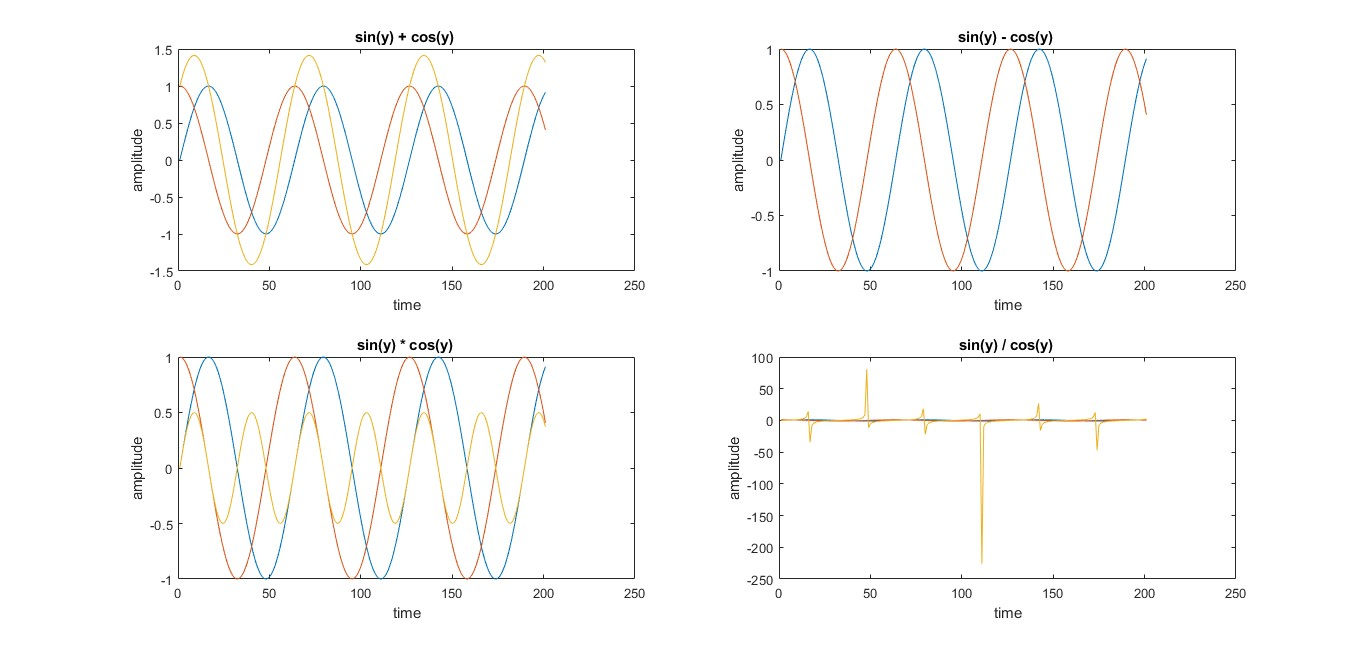 sin(y) + cos(y)
1.5
1
0.5
0
-0.5
-1
-1.5
amplitude
0 50 100 150 200 250
time
sin(y) - cos(y)
1
0.5
0
-0.5
-1
amplitude
0 50 100 150 200 250
time
sin(y) * cos(y)
1
0.5
0
-0.5
-1
amplitude
0 50 100 150 200 250
time
sin(y) / cos(y)
100
50
0
-50
-100
-150
-200
-250
amplitude
0 50 100 150 200 250
time